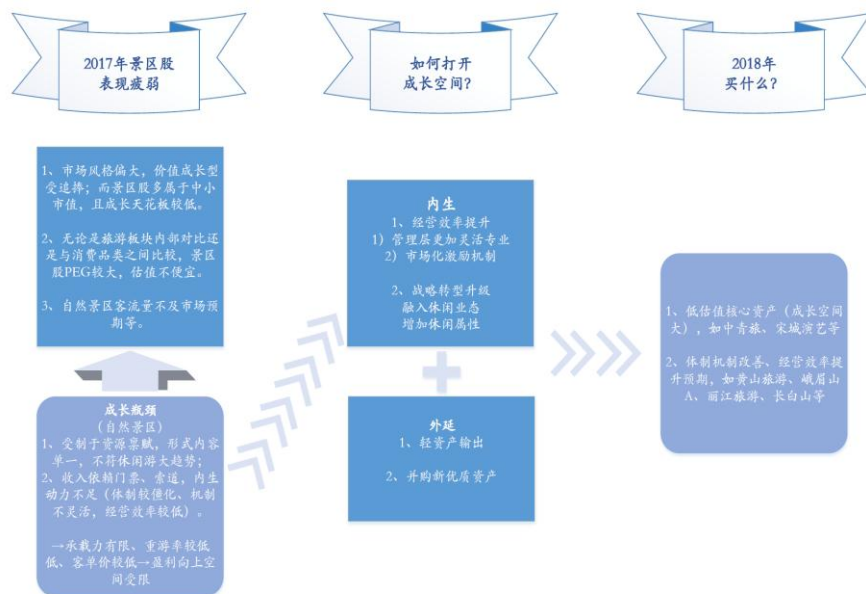 2017年景区股
表现疲弱
1、市场风格偏大，价值成长型
受追捧；而景区股多属于中小
市值，且成长天花板较低。
2、无论是旅游板块内部对比还
是与消费品类之间比较，景区
股PEG较大，估值不便宜。
3、自然景区客流量不及市场预
期等。
成长瓶颈
（自然景区）
1、受制于资源禀赋，形式内容
单一，不符休闲游大趋势；
2、收入依赖门票、索道，内生
动力不足（体制较僵化、机制
不灵活，经营效率较低）。
→承载力有限、重游率较低
低、客单价较低→盈利向上空
间受限
如何打开
成长空间?
内生
1、经营效率提升
1）管理层更加灵活专业
2）市场化激励机制
2、战略转型升级
融入休闲业态
增加休闲属性
外延
1、轻资产输出
2、并购新优质资产
2018年
买什么?
1、低估值核心资产（成长空间
大），如中青旅、宋城演艺等
2、体制机制改善、经营效率提
升预期，如黄山旅游、峨眉山
A、丽江旅游、长白山等